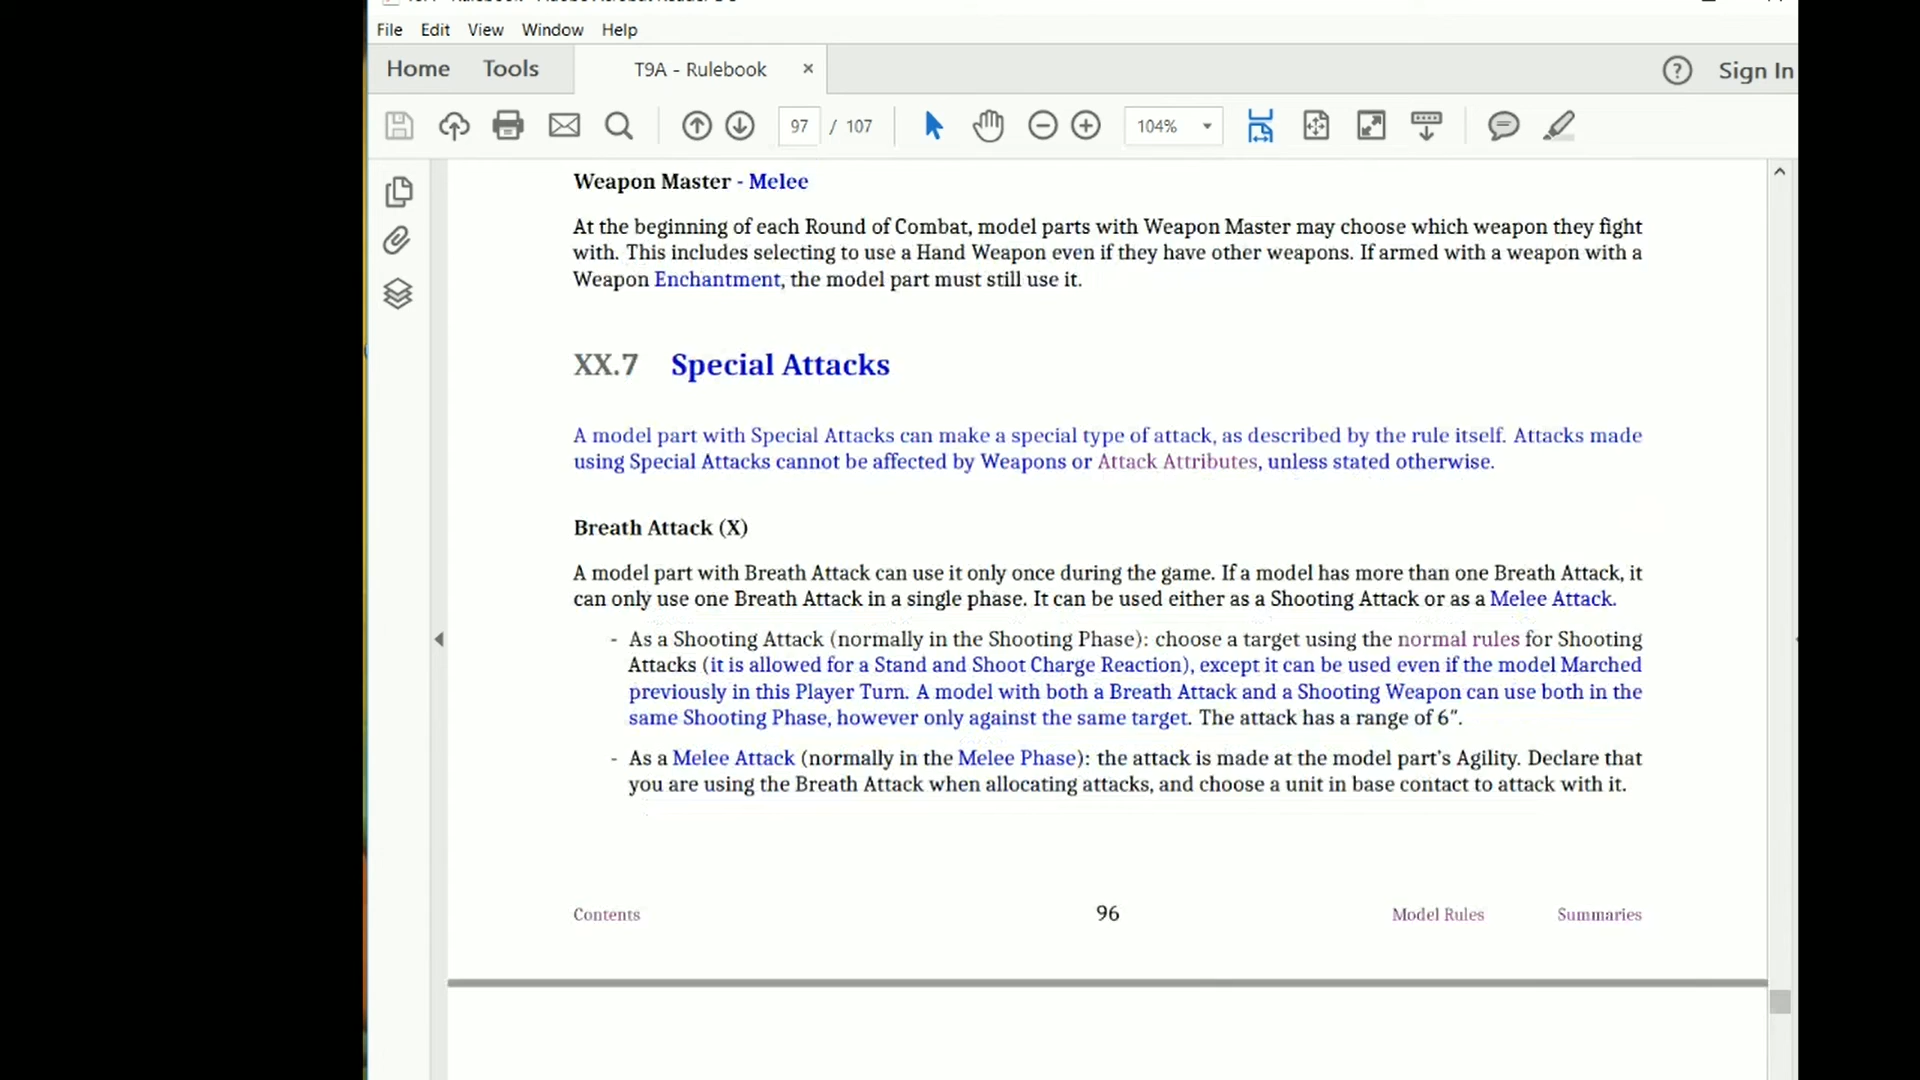 File Edit View Window Help
Home Tools T9A - Rulebook × ? Sign In
97 / 107 104%
Weapon Master - Melee
At the beginning of each Round of Combat, model parts with Weapon Master may choose which weapon they fight
with. This includes selecting to use a Hand Weapon even if they have other weapons. If armed with a weapon with a
Weapon Enchantment, the model part must still use it.
XX.7 Special Attacks
A model part with Special Attacks can make a special type of attack, as described by the rule itself. Attacks made
using Special Attacks cannot be affected by Weapons or Attack Attributes, unless stated otherwise.
Breath Attack (X)
A model part with Breath Attack can use it only once during the game. If a model has more than one Breath Attack, it
can only use one Breath Attack in a single phase. It can be used either as a Shooting Attack or as a Melee Attack.
- As a Shooting Attack (normally in the Shooting Phase): choose a target using the normal rules for Shooting
Attacks (it is allowed for a Stand and Shoot Charge Reaction), except it can be used even if the model Marched
previously in this Player Turn. A model with both a Breath Attack and a Shooting Weapon can use both in the
same Shooting Phase, however only against the same target. The attack has a range of 6″.
- As a Melee Attack (normally in the Melee Phase): the attack is made at the model part's Agility. Declare that
you are using the Breath Attack when allocating attacks, and choose a unit in base contact to attack with it.
Contents 96 Model Rules Summaries